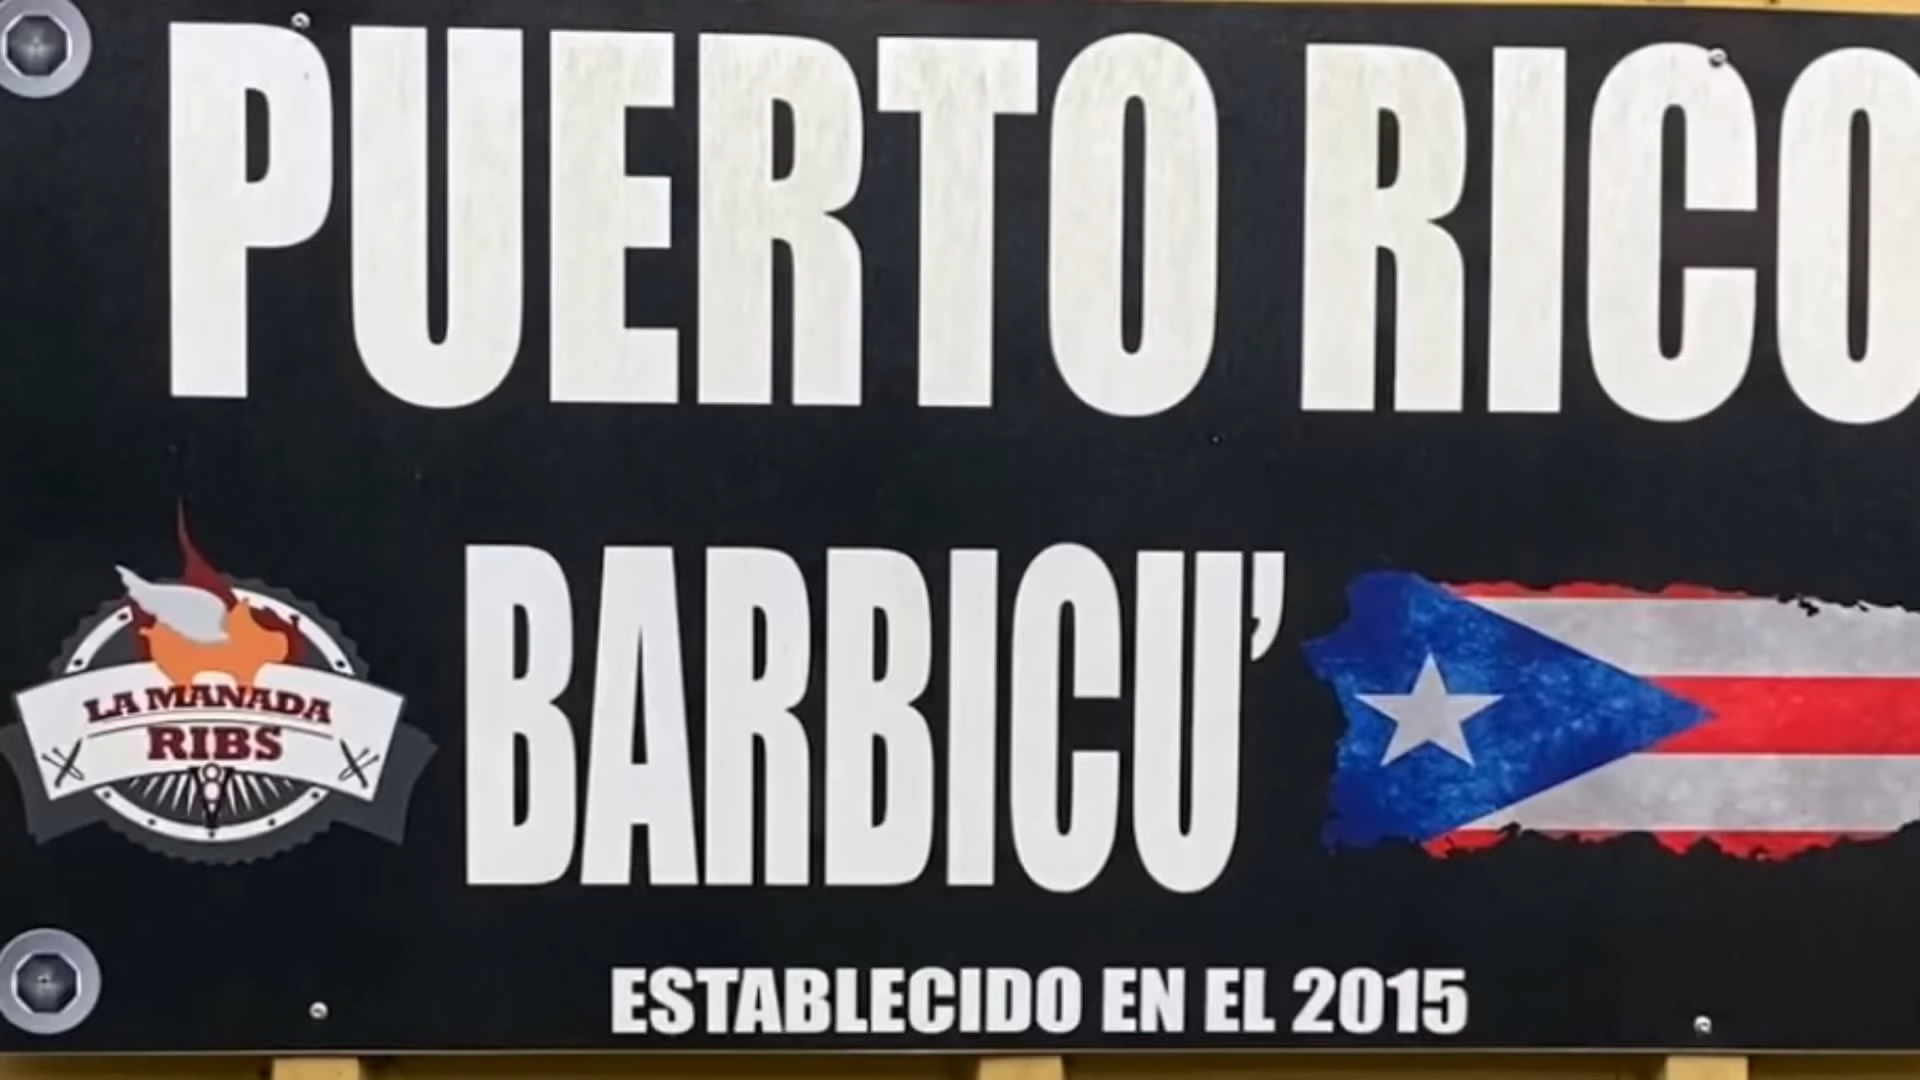 PUERTO RICO
BARBICU'
LA MANADA
RIBS
ESTABLECIDO EN EL 2015